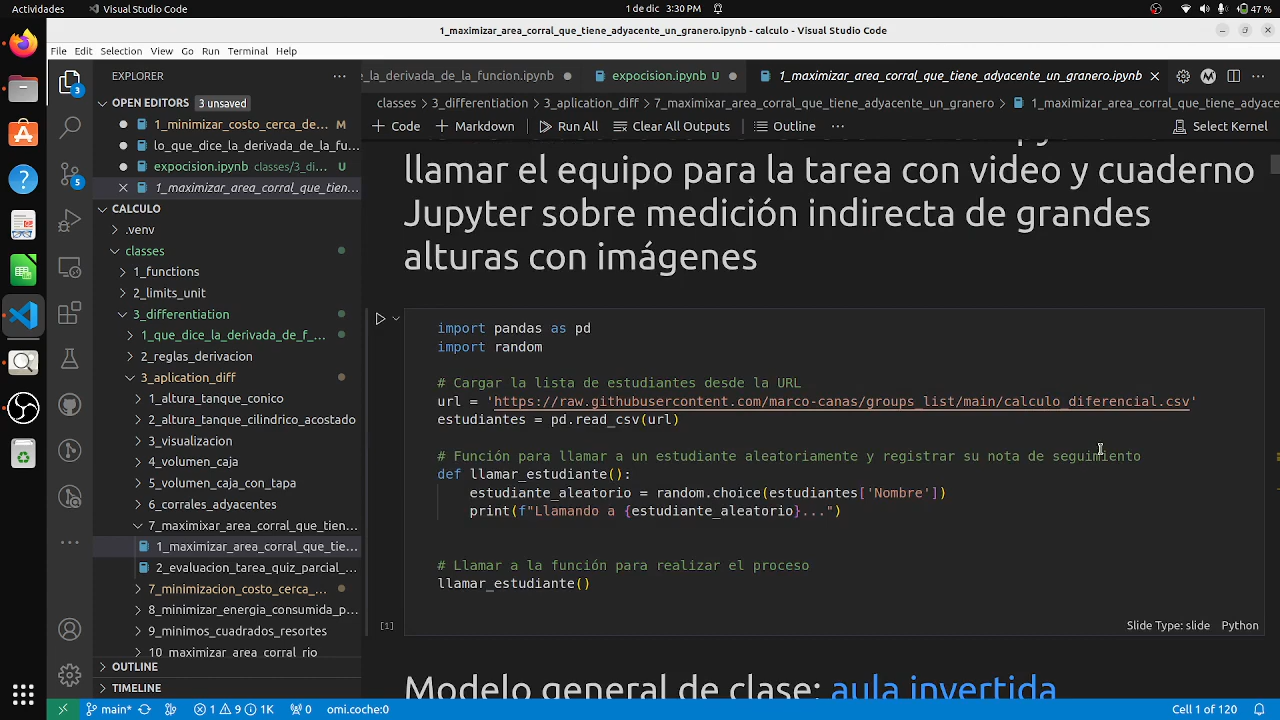 Actividades
Visual Studio Code
1 de dic 3:30 PM
47 %
1_maximizar_area_corral_que_tiene_adyacente_un_granero.ipynb - calculo - Visual Studio Code
File Edit Selection View Go Run Terminal Help
EXPLORER
_la_derivada_de_la_funcion.ipynb
expocision.ipynb U
1_maximizar_area_corral_que_tiene_adyacente_un_granero.ipynb
OPEN EDITORS 3 unsaved
classes > 3_differentiation > 3_aplication_diff > 7_maximixar_area_corral_que_tiene_adyacente_un_granero > 1_maximizar_area_corral_que_tiene_adyace
1_minimizar_costo_cerca_de... M
+ Code + Markdown Run All Clear All Outputs Outline ... Select Kernel
lo_que_dice_la_derivada_de_la_fu...
expocision.ipynb classes/3_di... U
1_maximizar_area_corral_que_tien...
CALCULO
.venv
classes
1_functions
2_limits_unit
3_differentiation
1_que_dice_la_derivada_de_f_...
2_reglas_derivacion
3_aplication_diff
1_altura_tanque_conico
2_altura_tanque_cilindrico_acostado
3_visualizacion
4_volumen_caja
5_volumen_caja_con_tapa
6_corrales_adyacentes
7_maximixar_area_corral_que_tien...
1_maximizar_area_corral_que_tie...
2_evaluacion_tarea_quiz_parcial_...
7_minimizacion_costo_cerca_...
8_minimizar_energia_consumida_p...
9_minimos_cuadrados_resortes
10_maximizar_area_corral_rio
OUTLINE
TIMELINE
llamar el equipo para la tarea con video y cuaderno
Jupyter sobre medición indirecta de grandes
alturas con imágenes
import pandas as pd
import random
# Cargar la lista de estudiantes desde la URL
url = 'https://raw.githubusercontent.com/marco-canas/groups_list/main/calculo_diferencial.csv'
estudiantes = pd.read_csv(url)
# Función para llamar a un estudiante aleatoriamente y registrar su nota de seguimiento
def llamar_estudiante():
estudiante_aleatorio = random.choice(estudiantes['Nombre'])
print(f"Llamando a {estudiante_aleatorio}...")
# Llamar a la función para realizar el proceso
llamar_estudiante()
[1]
Slide Type: slide Python
Modelo general de clase: aula invertida
main* 1 9 1K 0 omi.coche:0 Cell 1 of 120